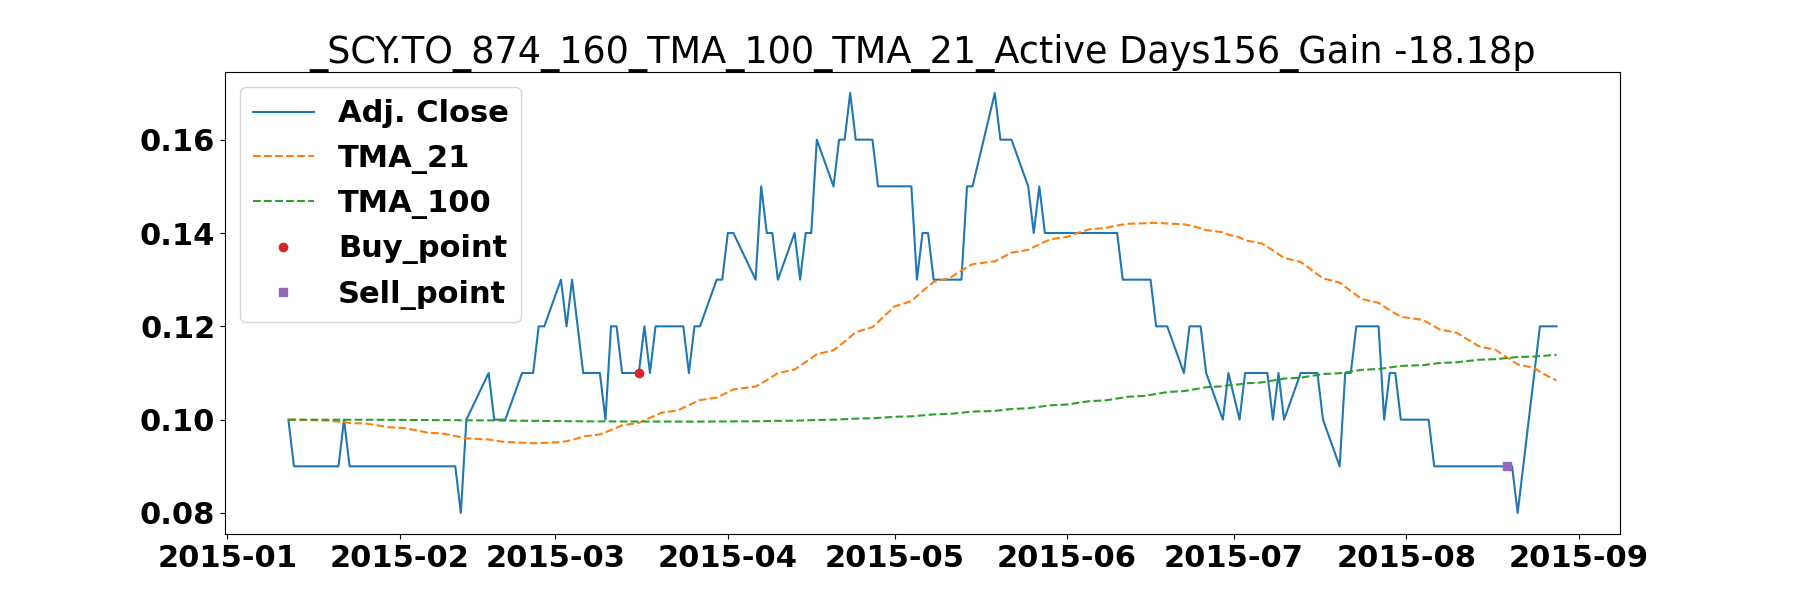 _SCY.TO_874_160_TMA_100_TMA_21_Active Days156_Gain -18.18p
Adj. Close
TMA_21
TMA_100
Buy_point
Sell_point
0.16
0.14
0.12
0.10
0.08
2015-01 2015-02 2015-03 2015-04 2015-05 2015-06 2015-07 2015-08 2015-09